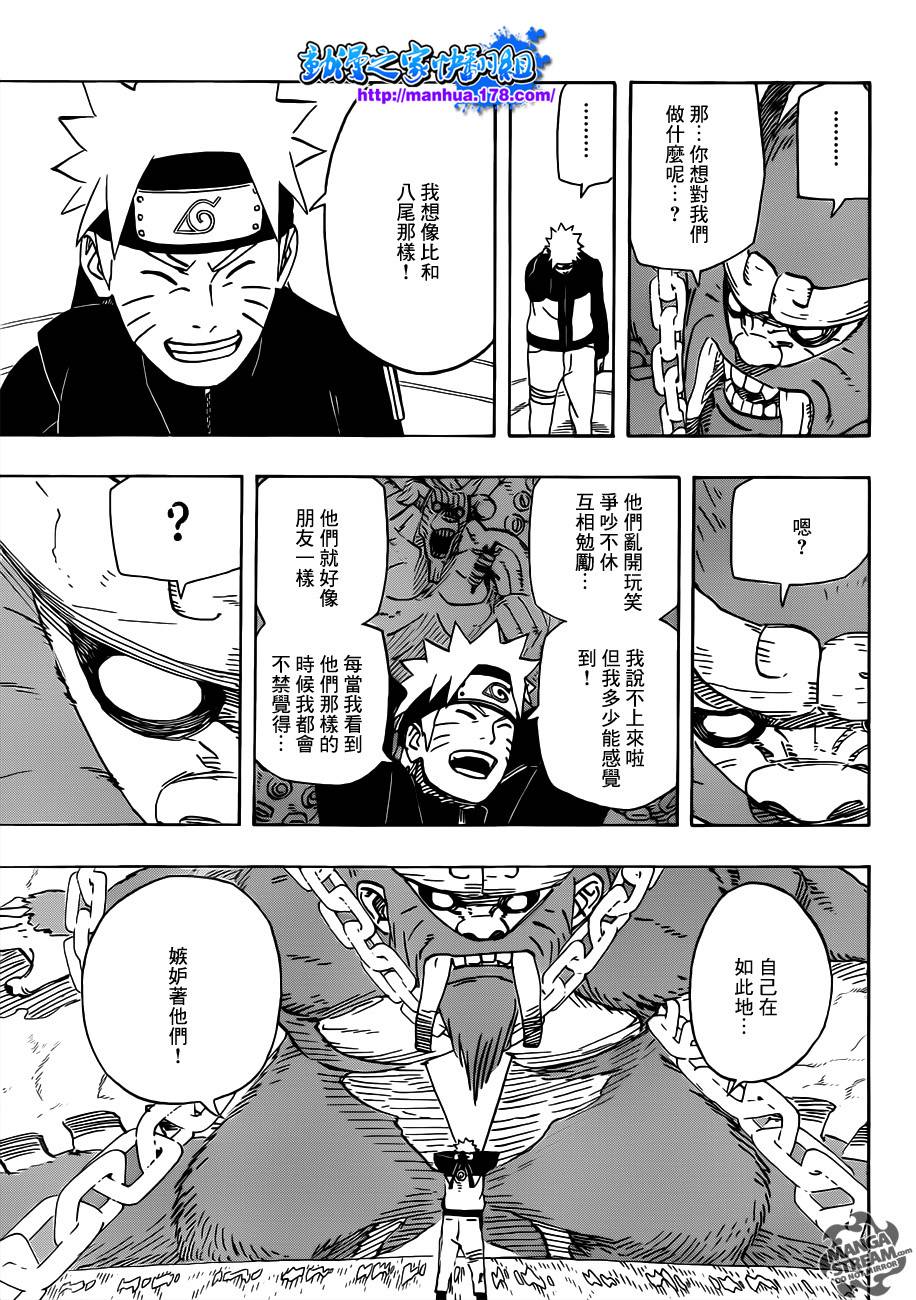 動漫之家快翻組
http://manhua.178.com/
………
那…你想對我們
做什麼呢…?
………
我想像比和
八尾那樣！
嗯?
他們亂開玩笑
爭吵不休
互相勉勵…
我說不上來啦
但我多少能感覺
到！
他們就好像
朋友一樣
每當我看到
他們那樣的
時候我都會
不禁覺得…
?
自己在
如此地…
嫉妒著他們！
MANGA
STREAM.com
DO NOT MIRROR